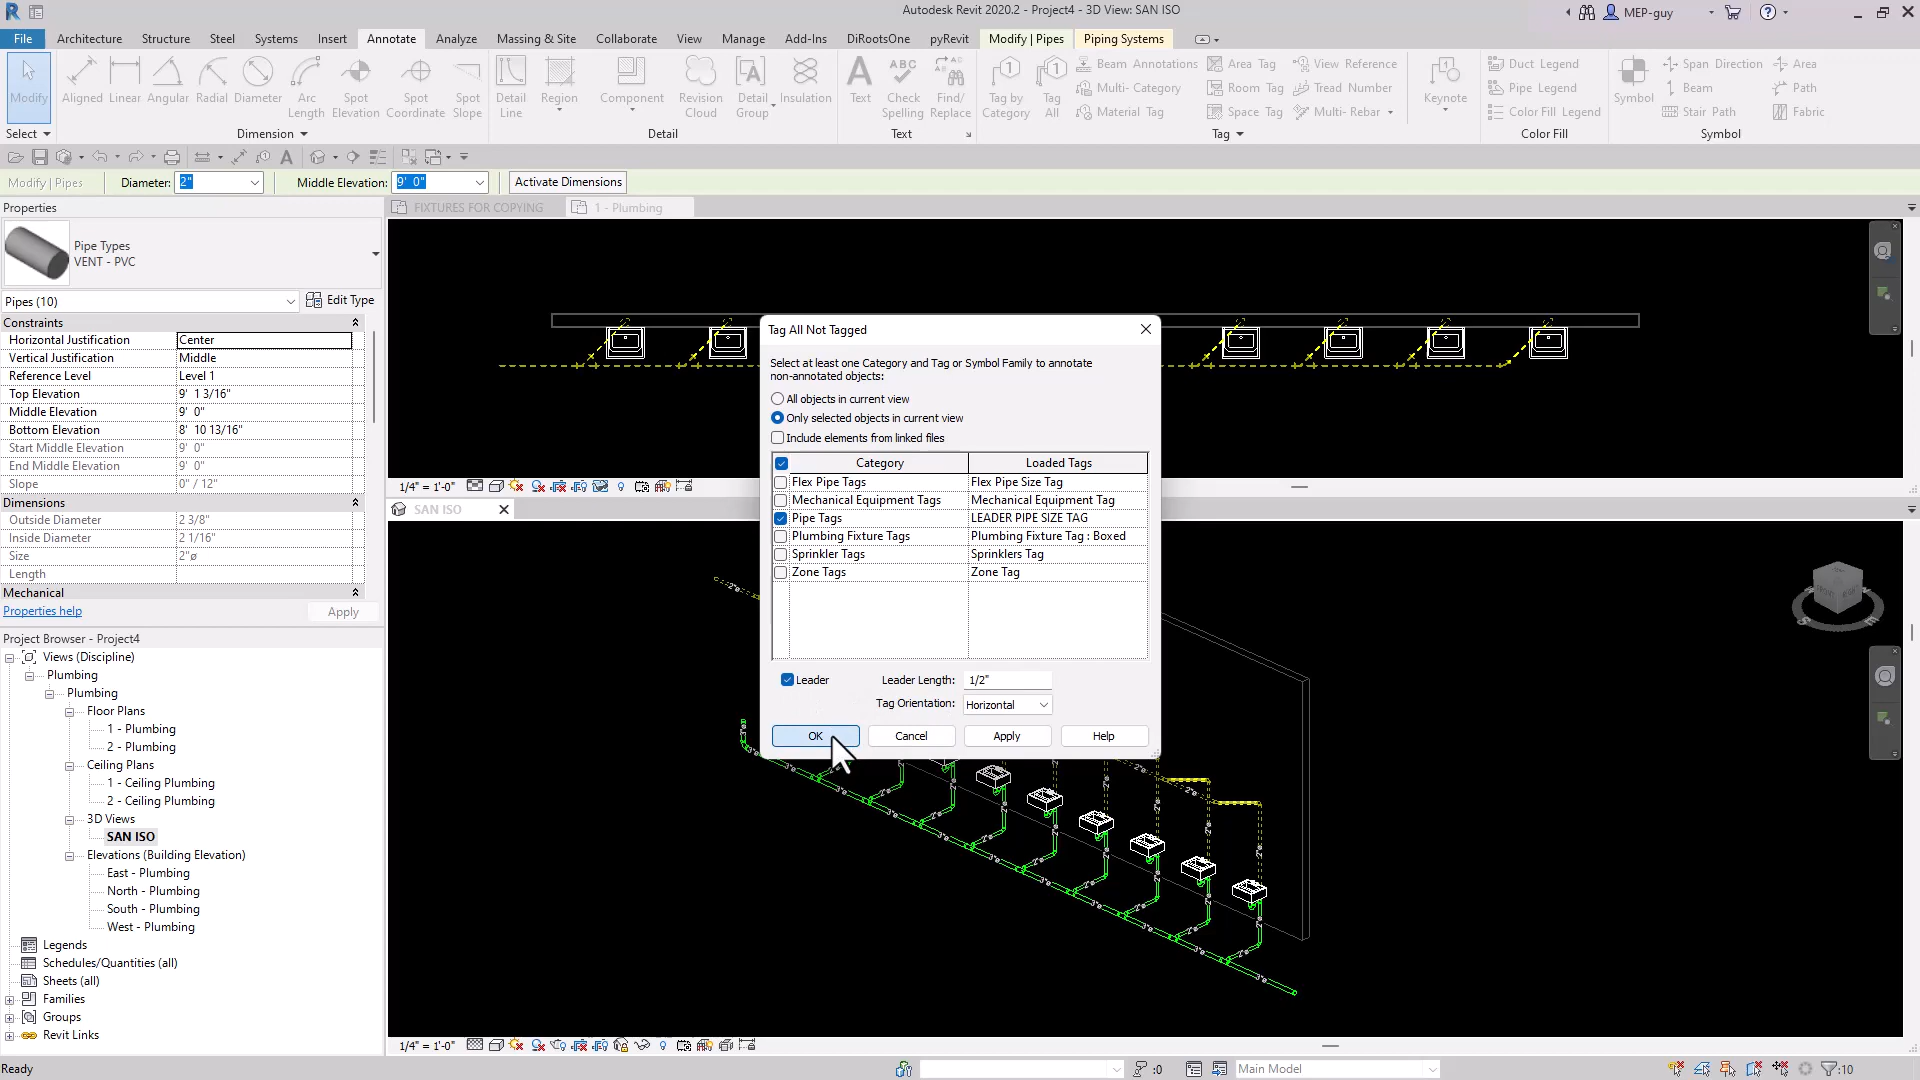 Autodesk Revit 2020.2 - Project4 - 3D View: SAN ISO
MEP-guy
File Architecture Structure Steel Systems Insert Annotate Analyze Massing & Site Collaborate View Manage Add-Ins DiRootsOne pyRevit Modify | Pipes Piping Systems
Modify
Aligned Linear Angular Radial Diameter Arc Length Spot Elevation Spot Coordinate Spot Slope
Detail Line Region Component Revision Cloud Detail Group Insulation
Text Check Spelling Find/ Replace
Tag by Category Tag All
Beam Annotations Area Tag View Reference
Multi- Category Room Tag Tread Number
Material Tag Space Tag Multi- Rebar
Keynote
Duct Legend
Pipe Legend
Color Fill Legend
Symbol
Span Direction Area
Beam Path
Stair Path Fabric
Select Dimension Detail Text Tag Color Fill Symbol
Modify | Pipes Diameter: 2" Middle Elevation: 9' 0" Activate Dimensions
Properties
FIXTURES FOR COPYING 1 - Plumbing
Pipe Types
VENT - PVC
Pipes (10) Edit Type
Constraints
Horizontal Justification Center
Vertical Justification Middle
Reference Level Level 1
Top Elevation 9' 1 3/16"
Middle Elevation 9' 0"
Bottom Elevation 8' 10 13/16"
Start Middle Elevation 9' 0"
End Middle Elevation 9' 0"
Slope 0" / 12"
Dimensions
Outside Diameter 2 3/8"
Inside Diameter 2 1/16"
Size 2"ø
Length
Mechanical
Properties help Apply
Project Browser - Project4
Views (Discipline)
Plumbing
Plumbing
Floor Plans
1 - Plumbing
2 - Plumbing
Ceiling Plans
1 - Ceiling Plumbing
2 - Ceiling Plumbing
3D Views
SAN ISO
Elevations (Building Elevation)
East - Plumbing
North - Plumbing
South - Plumbing
West - Plumbing
Legends
Schedules/Quantities (all)
Sheets (all)
Families
Groups
Revit Links
Tag All Not Tagged
Select at least one Category and Tag or Symbol Family to annotate
non-annotated objects:
All objects in current view
Only selected objects in current view
Include elements from linked files
Category Loaded Tags
Flex Pipe Tags Flex Pipe Size Tag
Mechanical Equipment Tags Mechanical Equipment Tag
Pipe Tags LEADER PIPE SIZE TAG
Plumbing Fixture Tags Plumbing Fixture Tag : Boxed
Sprinkler Tags Sprinklers Tag
Zone Tags Zone Tag
Leader Leader Length: 1/2"
Tag Orientation: Horizontal
OK Cancel Apply Help
1/4" = 1'-0"
SAN ISO
1/4" = 1'-0"
Ready
:0
Main Model
:10